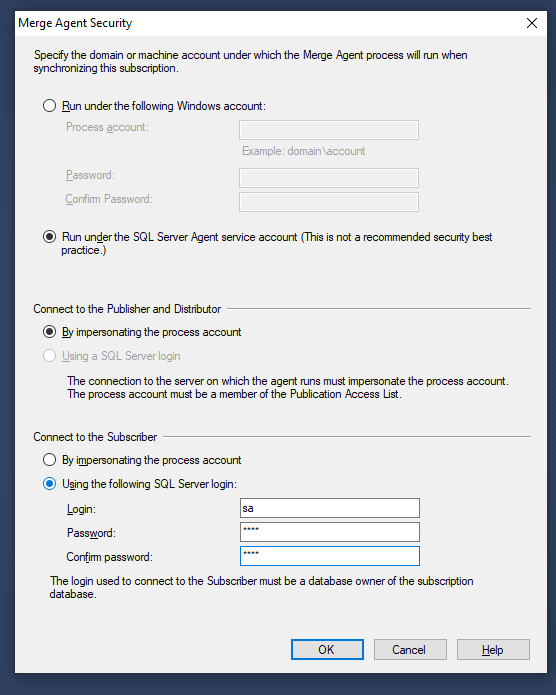 Merge Agent Security
Specify the domain or machine account under which the Merge Agent process will run when
synchronizing this subscription.
Run under the following Windows account:
Process account:
Example: domain\account
Password:
Confirm Password:
Run under the SQL Server Agent service account (This is not a recommended security best
practice.)
Connect to the Publisher and Distributor
By impersonating the process account
Using a SQL Server login
The connection to the server on which the agent runs must impersonate the process account.
The process account must be a member of the Publication Access List.
Connect to the Subscriber
By impersonating the process account
Using the following SQL Server login:
Login: sa
Password: ****
Confirm password: ****
The login used to connect to the Subscriber must be a database owner of the subscription
database.
OK Cancel Help